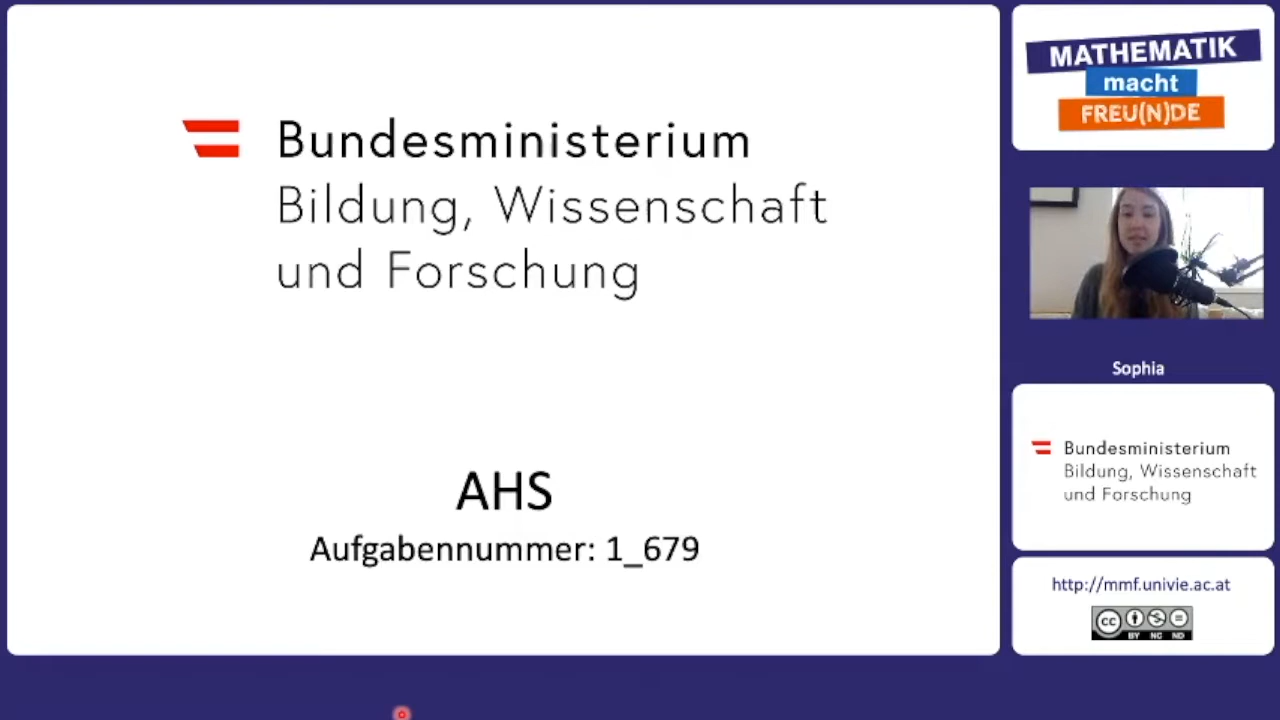 Bundesministerium
Bildung, Wissenschaft
und Forschung
AHS
Aufgabennummer: 1_679
MATHEMATIK
macht
FREU(N)DE
Sophia
Bundesministerium
Bildung, Wissenschaft
und Forschung
http://mmf.univie.ac.at
cc
BY NC ND